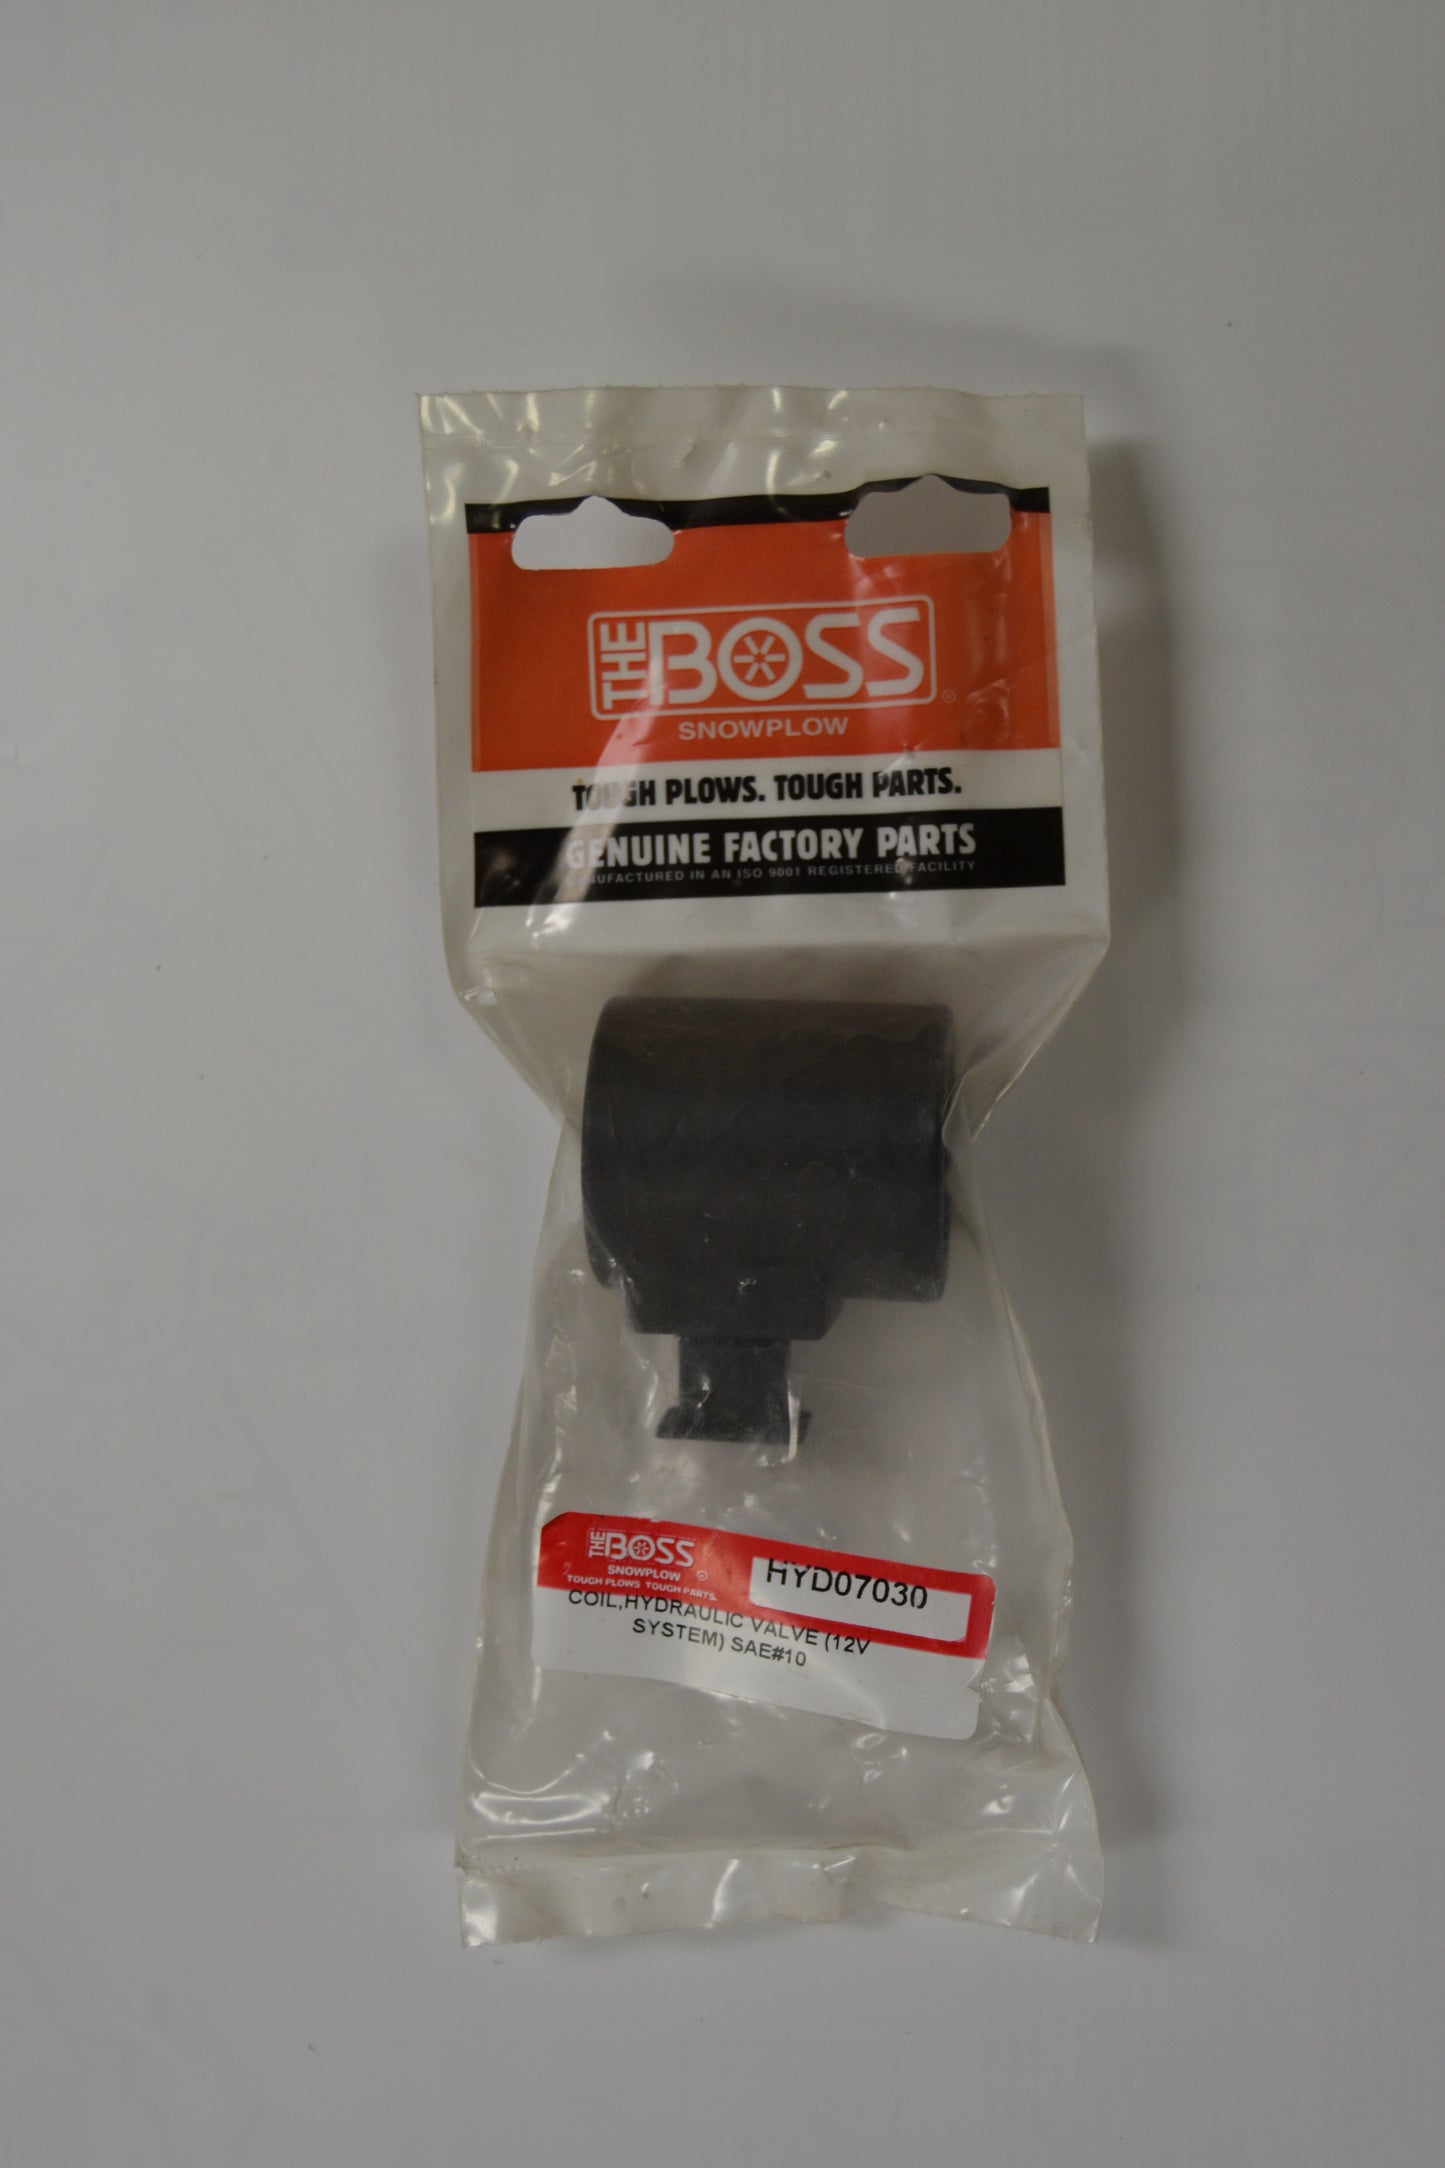 THE BOSS ®
SNOWPLOW
TOUGH PLOWS. TOUGH PARTS.
GENUINE FACTORY PARTS
MANUFACTURED IN AN ISO 9001 REGISTERED FACILITY
THE BOSS
SNOWPLOW ®
TOUGH PLOWS TOUGH PARTS.
HYD07030
COIL,HYDRAULIC VALVE (12V
SYSTEM) SAE#10